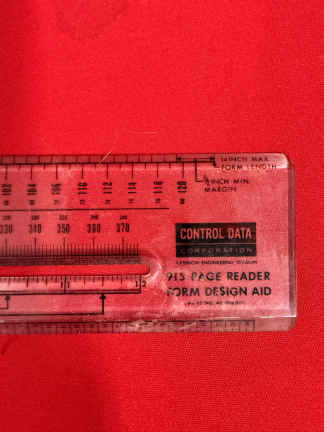 14 INCH MAX.
FORM LENGTH
INCH MIN.
MARGIN
102 104 106 110 112 114 116 120
330 340 350 360 370
CONTROL DATA
CORPORATION
915 PAGE READER
FORM DESIGN AID